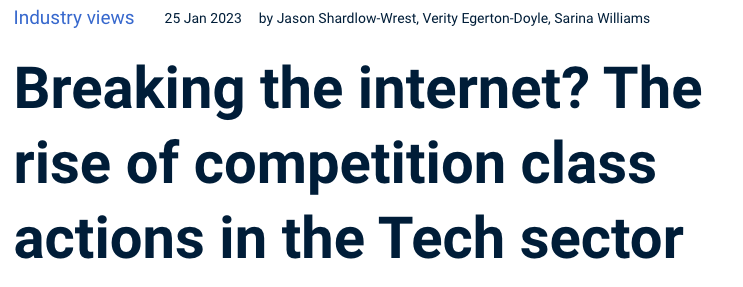 Industry views 25 Jan 2023 by Jason Shardlow-Wrest, Verity Egerton-Doyle, Sarina Williams
Breaking the internet? The
rise of competition class
actions in the Tech sector